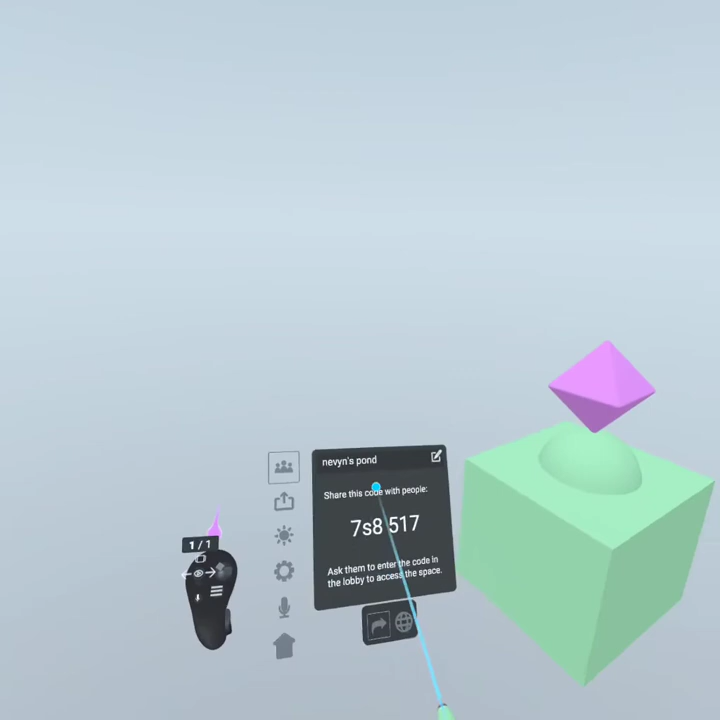 nevyn's pond
Share this code with people:
7s8 517
Ask them to enter the code in
the lobby to access the space.
1 / 1